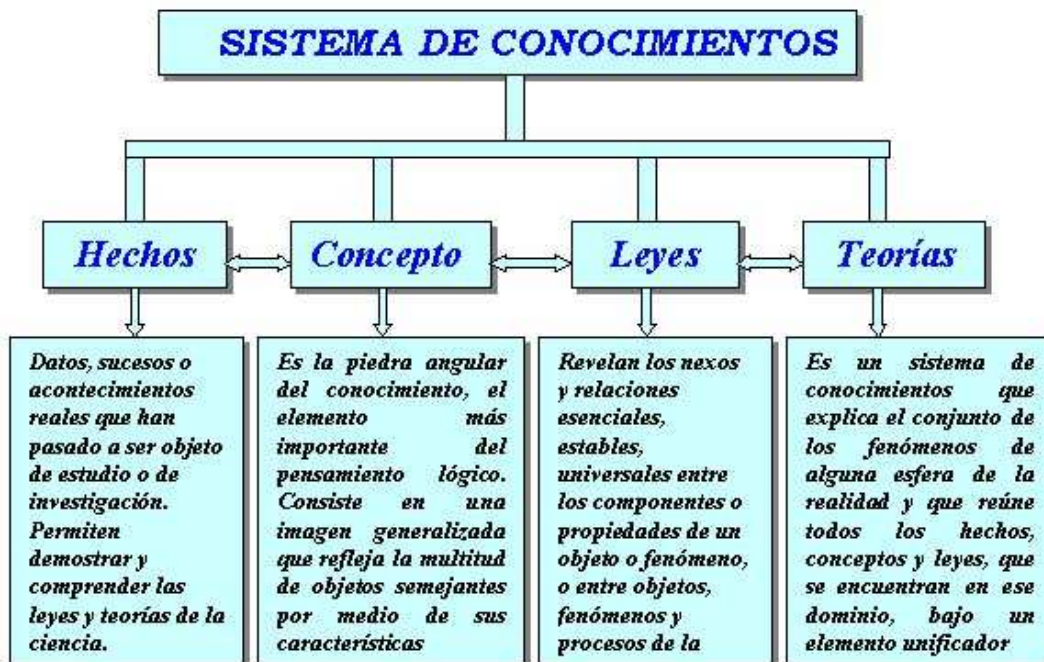 SISTEMA DE CONOCIMIENTOS
Hechos
Concepto
Leyes
Teorías
Datos, sucesos o
acontecimientos
reales que han
pasado a ser objeto
de estudio o de
investigación.
Permiten
demostrar y
comprender las
leyes y teorías de la
ciencia.
Es la piedra angular
del conocimiento, el
elemento más
importante del
pensamiento lógico.
Consiste en una
imagen generalizada
que refleja la multitud
de objetos semejantes
por medio de sus
características
Revelan los nexos
y relaciones
esenciales,
estables,
universales entre
los componentes o
propiedades de un
objeto o fenómeno,
o entre objetos,
fenómenos y
procesos de la
Es un sistema de
conocimientos que
explica el conjunto de
los fenómenos de
alguna esfera de la
realidad y que reúne
todos los hechos,
conceptos y leyes, que
se encuentran en ese
dominio, bajo un
elemento unificador